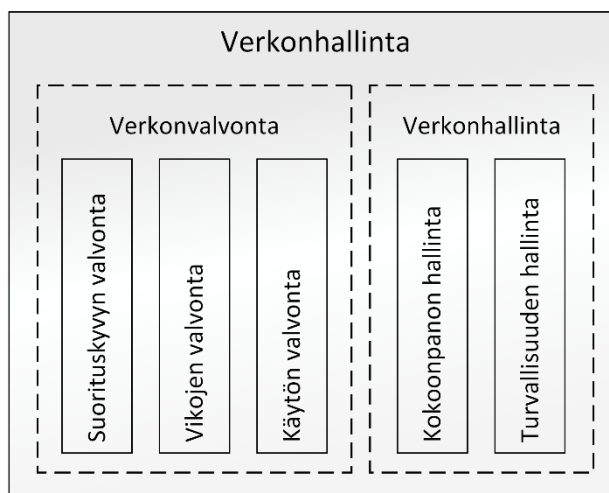 Verkonhallinta
Verkonvalvonta
Suorituskyvyn valvonta
Vikojen valvonta
Käytön valvonta
Verkonhallinta
Kokoonpanon hallinta
Turvallisuuden hallinta